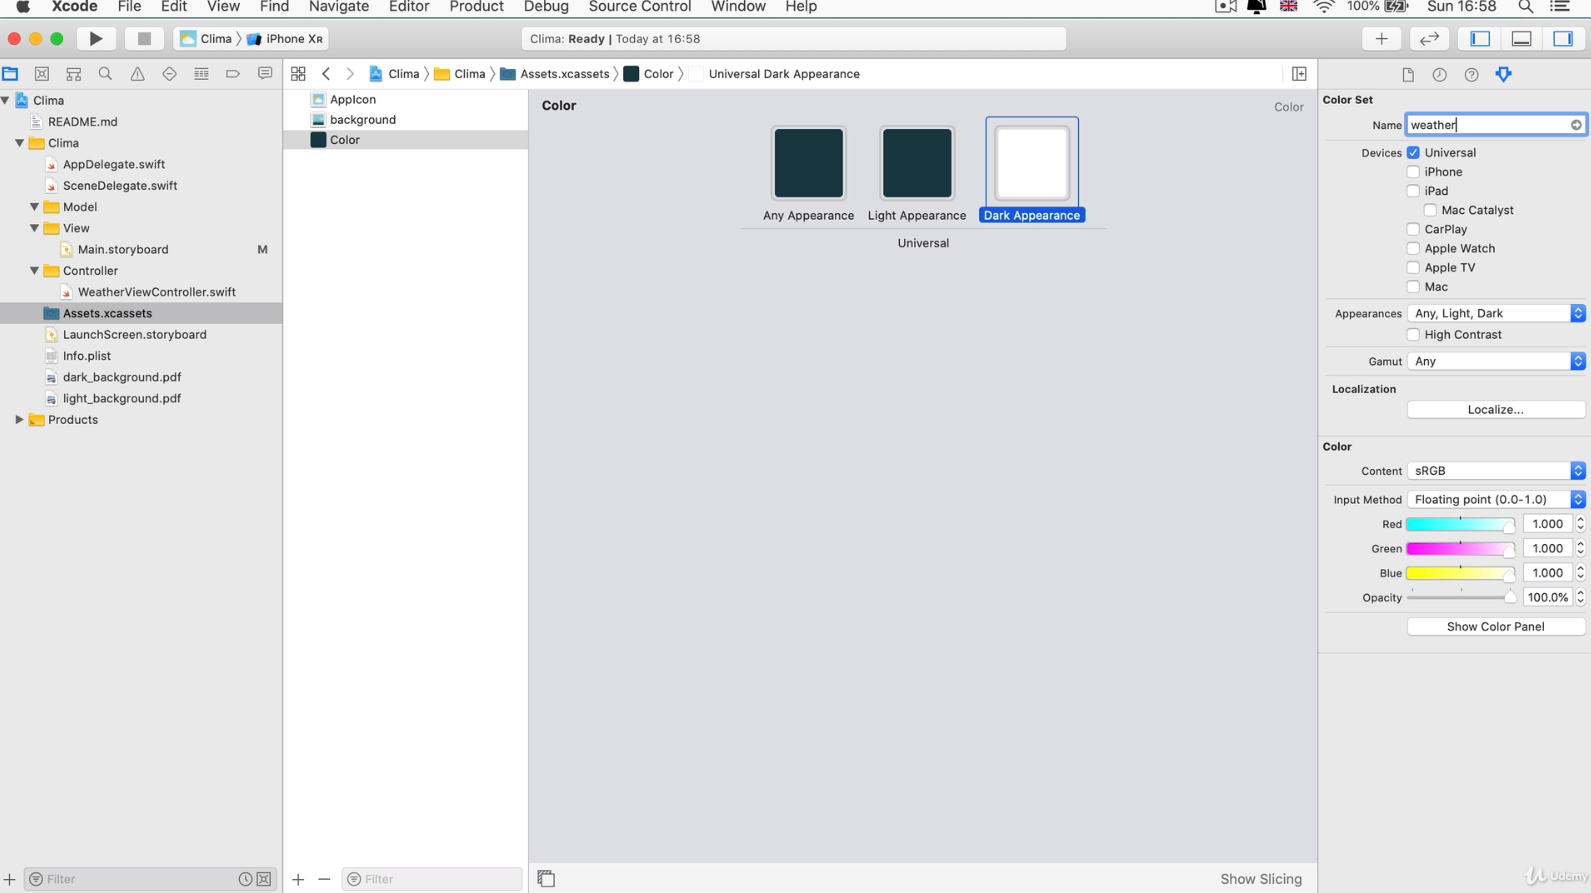 Xcode File Edit View Find Navigate Editor Product Debug Source Control Window Help 100% Sun 16:58
Clima iPhone XR Clima: Ready | Today at 16:58
Clima Clima Assets.xcassets Color Universal Dark Appearance
Clima
README.md
Clima
AppDelegate.swift
SceneDelegate.swift
Model
View
Main.storyboard M
Controller
WeatherViewController.swift
Assets.xcassets
LaunchScreen.storyboard
Info.plist
dark_background.pdf
light_background.pdf
Products
Filter
AppIcon
background
Color
Filter
Color Color
Any Appearance Light Appearance Dark Appearance
Universal
Show Slicing
Color Set
Name weather
Devices Universal
iPhone
iPad
Mac Catalyst
CarPlay
Apple Watch
Apple TV
Mac
Appearances Any, Light, Dark
High Contrast
Gamut Any
Localization
Localize...
Color
Content sRGB
Input Method Floating point (0.0-1.0)
Red 1.000
Green 1.000
Blue 1.000
Opacity 100.0%
Show Color Panel
Udemy